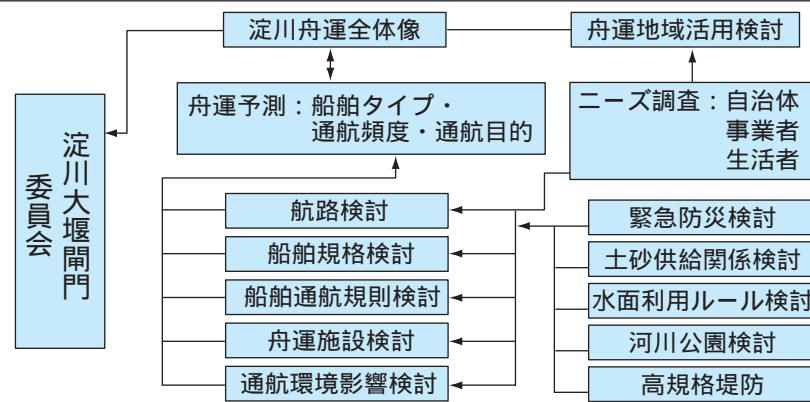 淀川舟運全体像
舟運地域活用検討
舟運予測：船舶タイプ・
通航頻度・通航目的
ニーズ調査：自治体
事業者
生活者
淀川大堰閘門
委員会
航路検討
船舶規格検討
船舶通航規則検討
舟運施設検討
通航環境影響検討
緊急防災検討
土砂供給関係検討
水面利用ルール検討
河川公園検討
高規格堤防